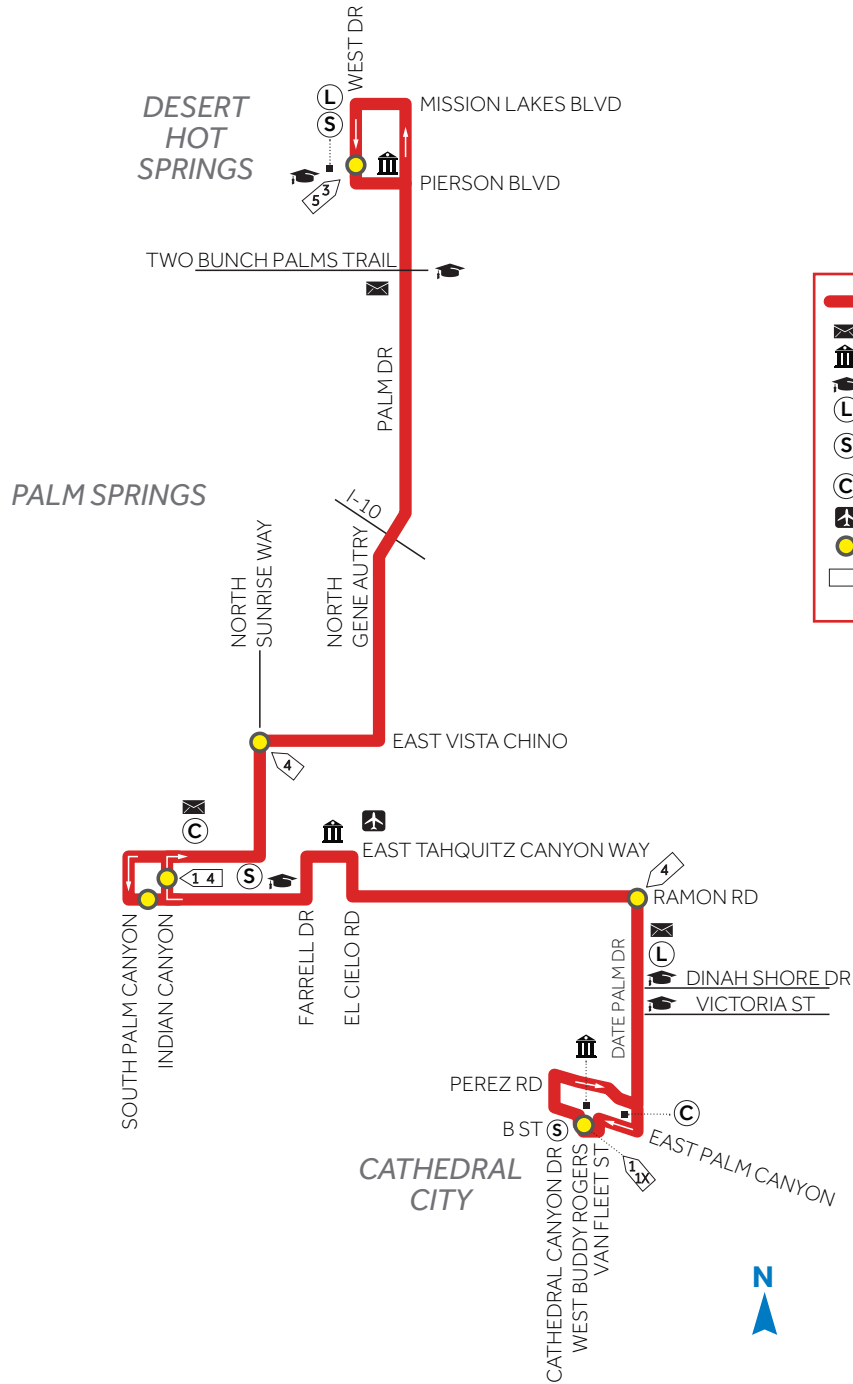 WEST DR
DESERT
HOT
SPRINGS
L
S
MISSION LAKES BLVD
PIERSON BLVD
5 3
TWO BUNCH PALMS TRAIL
PALM DR
PALM SPRINGS
I-10
NORTH
SUNRISE WAY
NORTH
GENE AUTRY
EAST VISTA CHINO
4
C
1 4
S
EAST TAHQUITZ CANYON WAY
4
RAMON RD
SOUTH PALM CANYON
INDIAN CANYON
FARRELL DR
EL CIELO RD
L
DATE PALM DR
DINAH SHORE DR
VICTORIA ST
PEREZ RD
C
B ST
S
EAST PALM CANYON
1
1X
CATHEDRAL
CITY
CATHEDRAL CANYON DR
WEST BUDDY ROGERS
VAN FLEET ST
N
L
S
C